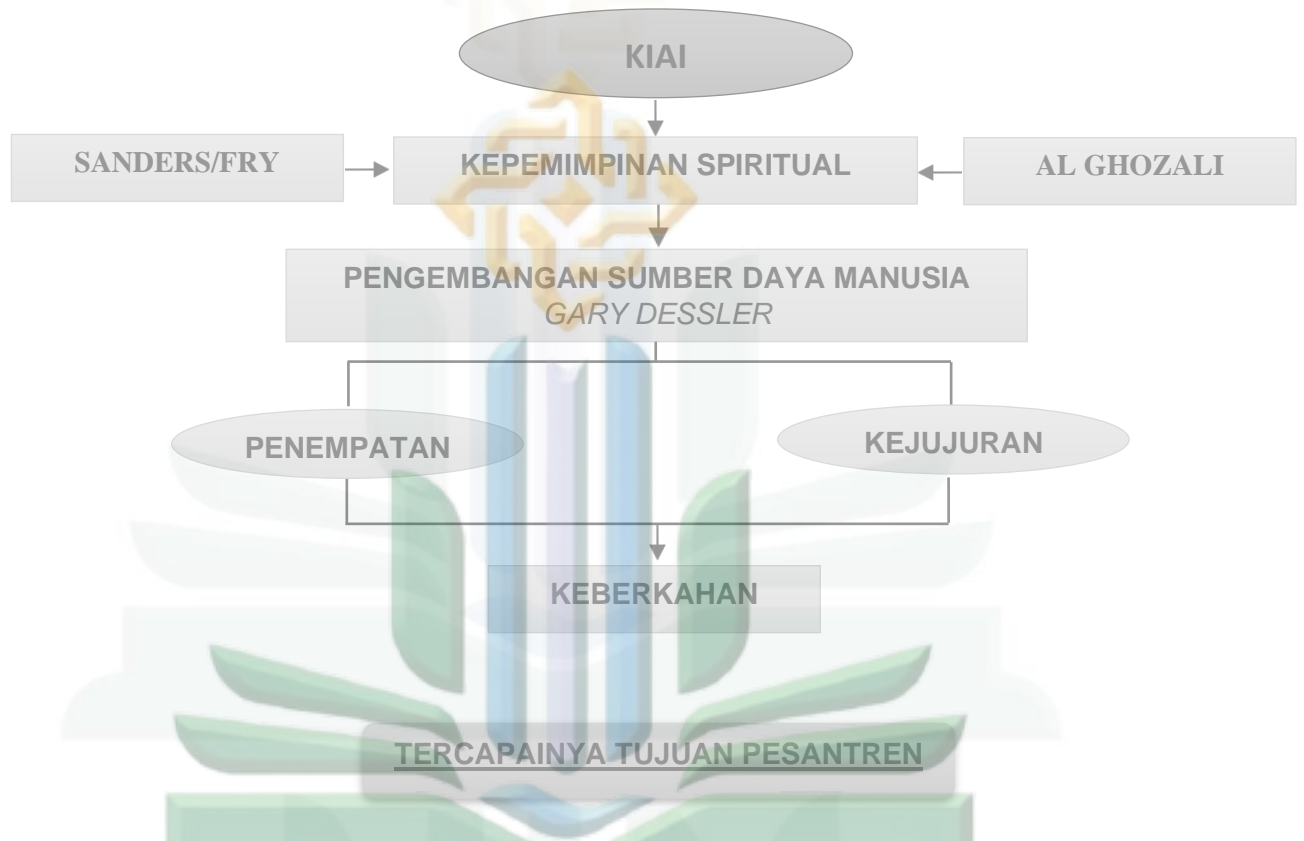 KIAI
SANDERS/FRY
KEPEMIMPINAN SPIRITUAL
AL GHOZALI
PENGEMBANGAN SUMBER DAYA MANUSIA
GARY DESSLER
PENEMPATAN
KEJUJURAN
KEBERKAHAN
TERCAPAINYA TUJUAN PESANTREN